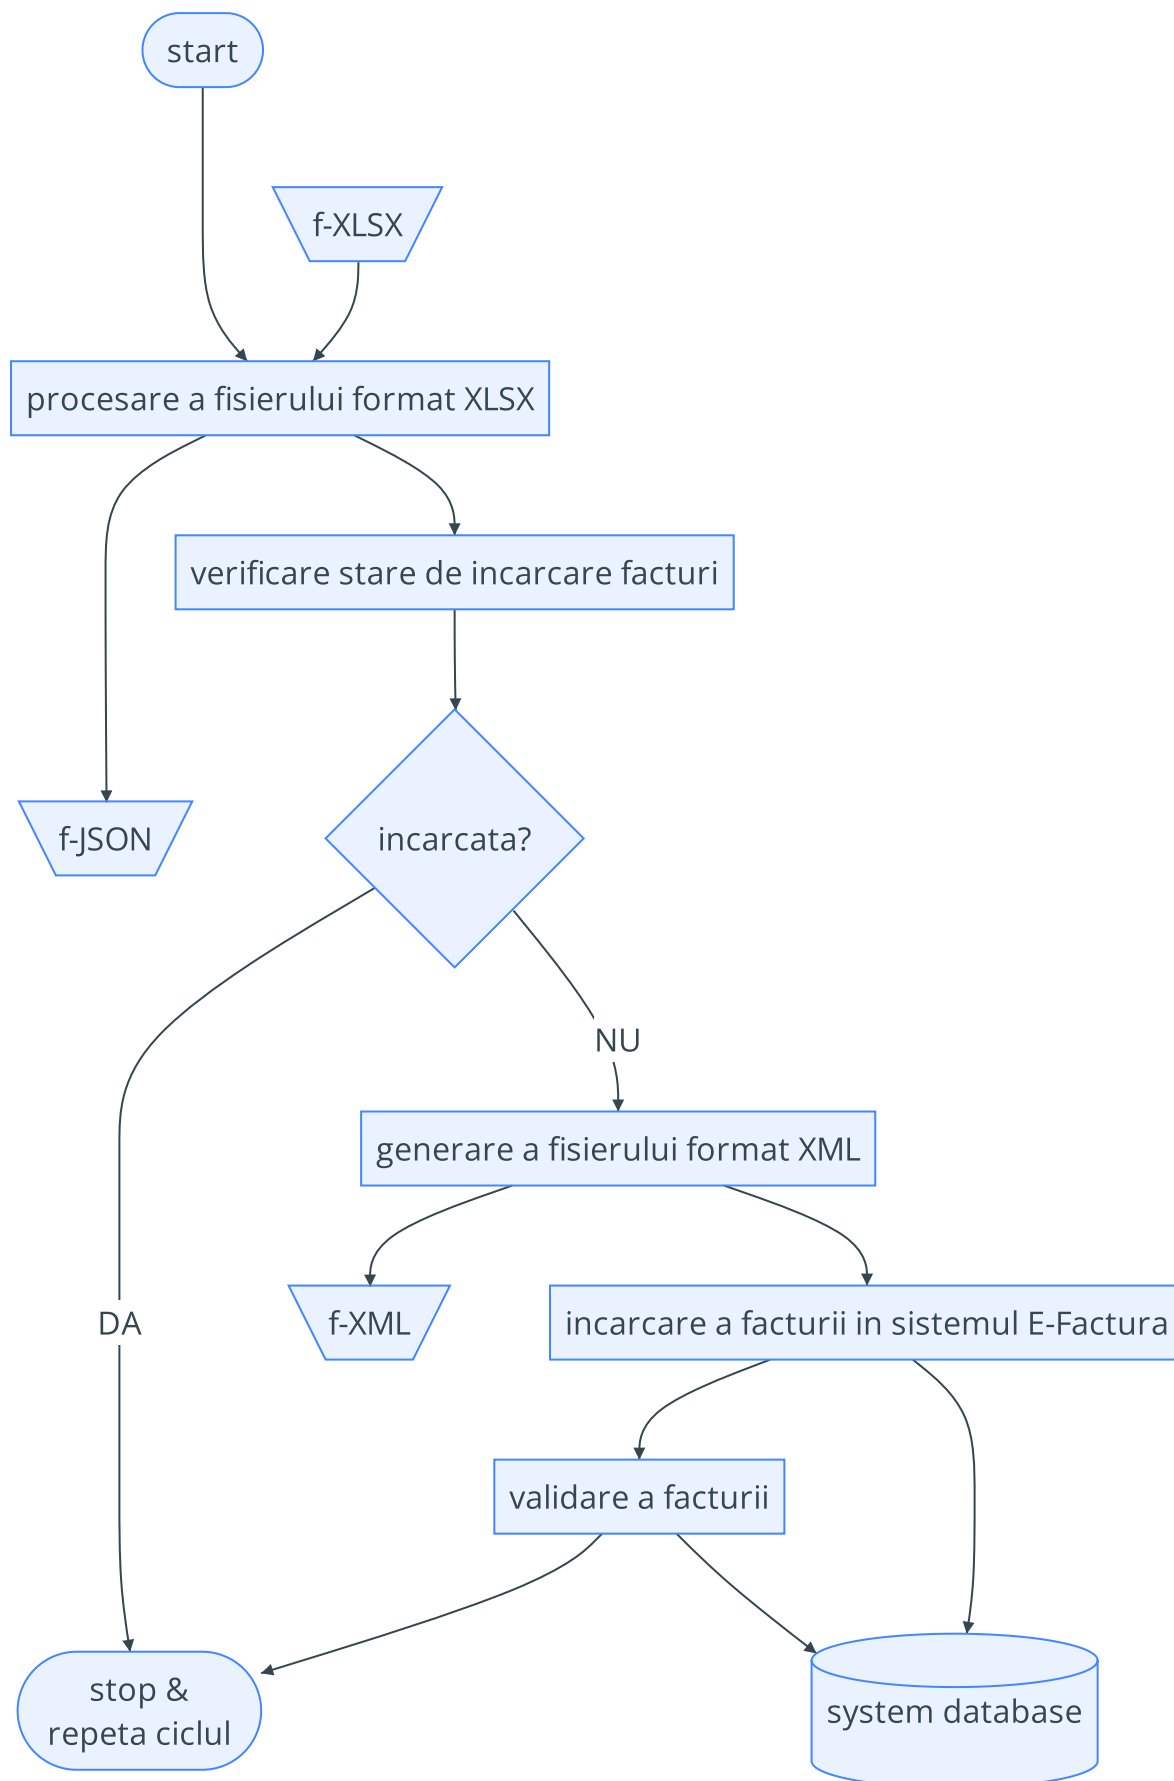 start
f-XLSX
procesare a fisierului format XLSX
verificare stare de incarcare facturi
f-JSON
incarcata?
NU
generare a fisierului format XML
DA
f-XML
incarcare a facturii in sistemul E-Factura
validare a facturii
stop &
repeta ciclul
system database